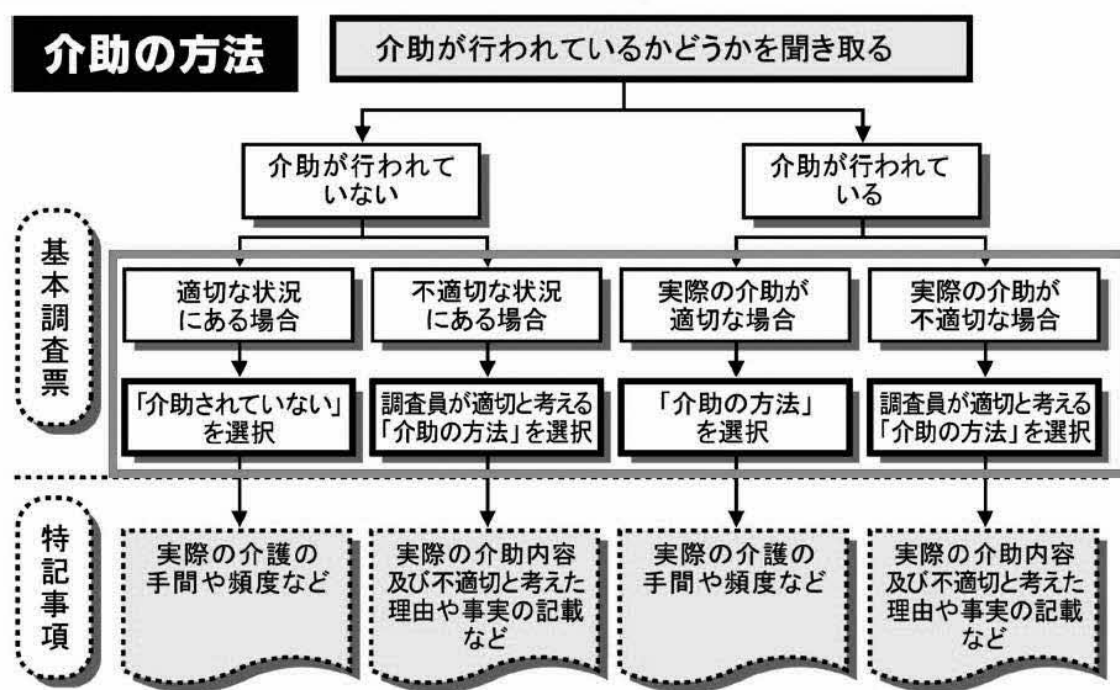 介助の方法
介助が行われているかどうかを聞き取る
介助が行われて
いない
介助が行われて
いる
基本調査票
適切な状況
にある場合
不適切な状況
にある場合
実際の介助が
適切な場合
実際の介助が
不適切な場合
「介助されていない」
を選択
調査員が適切と考える
「介助の方法」を選択
「介助の方法」
を選択
調査員が適切と考える
「介助の方法」を選択
特記事項
実際の介護の
手間や頻度など
実際の介助内容
及び不適切と考えた
理由や事実の記載
など
実際の介護の
手間や頻度など
実際の介助内容
及び不適切と考えた
理由や事実の記載
など